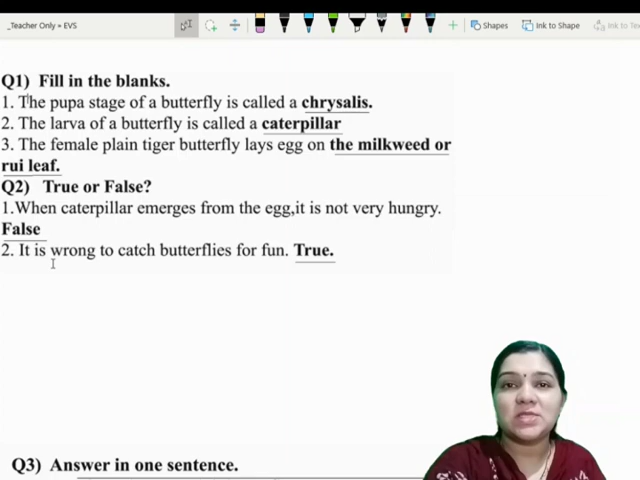 _Teacher Only » EVS
Shapes
Ink to Shape
Ink to Te
Q1) Fill in the blanks.
1. The pupa stage of a butterfly is called a chrysalis.
2. The larva of a butterfly is called a caterpillar
3. The female plain tiger butterfly lays egg on the milkweed or
rui leaf.
Q2) True or False?
1.When caterpillar emerges from the egg,it is not very hungry.
False
2. It is wrong to catch butterflies for fun. True.
Q3) Answer in one sentence.